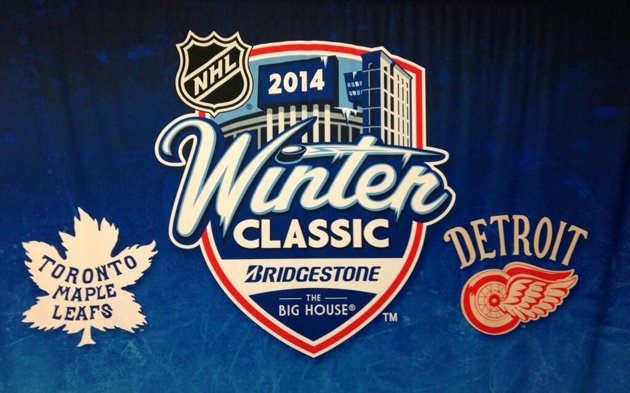 NHL
®
2014
Winter
CLASSIC
BRIDGESTONE
THE
BIG HOUSE®
TM
TORONTO
MAPLE
LEAFS
DETROIT